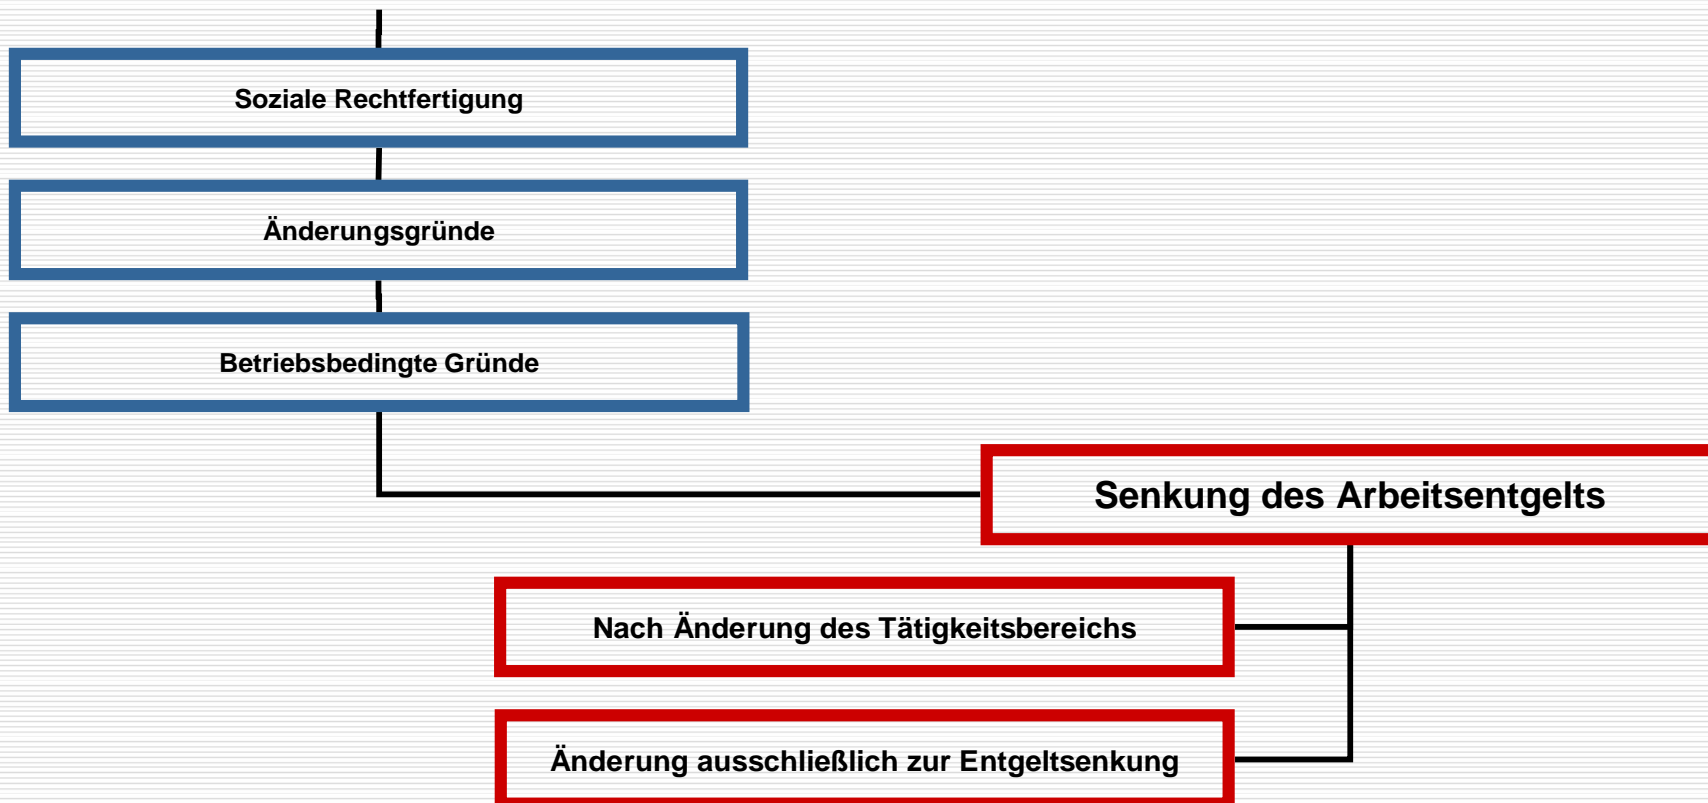 Soziale Rechtfertigung
Änderungsgründe
Betriebsbedingte Gründe
Senkung des Arbeitsentgelts
Nach Änderung des Tätigkeitsbereichs
Änderung ausschließlich zur Entgeltsenkung